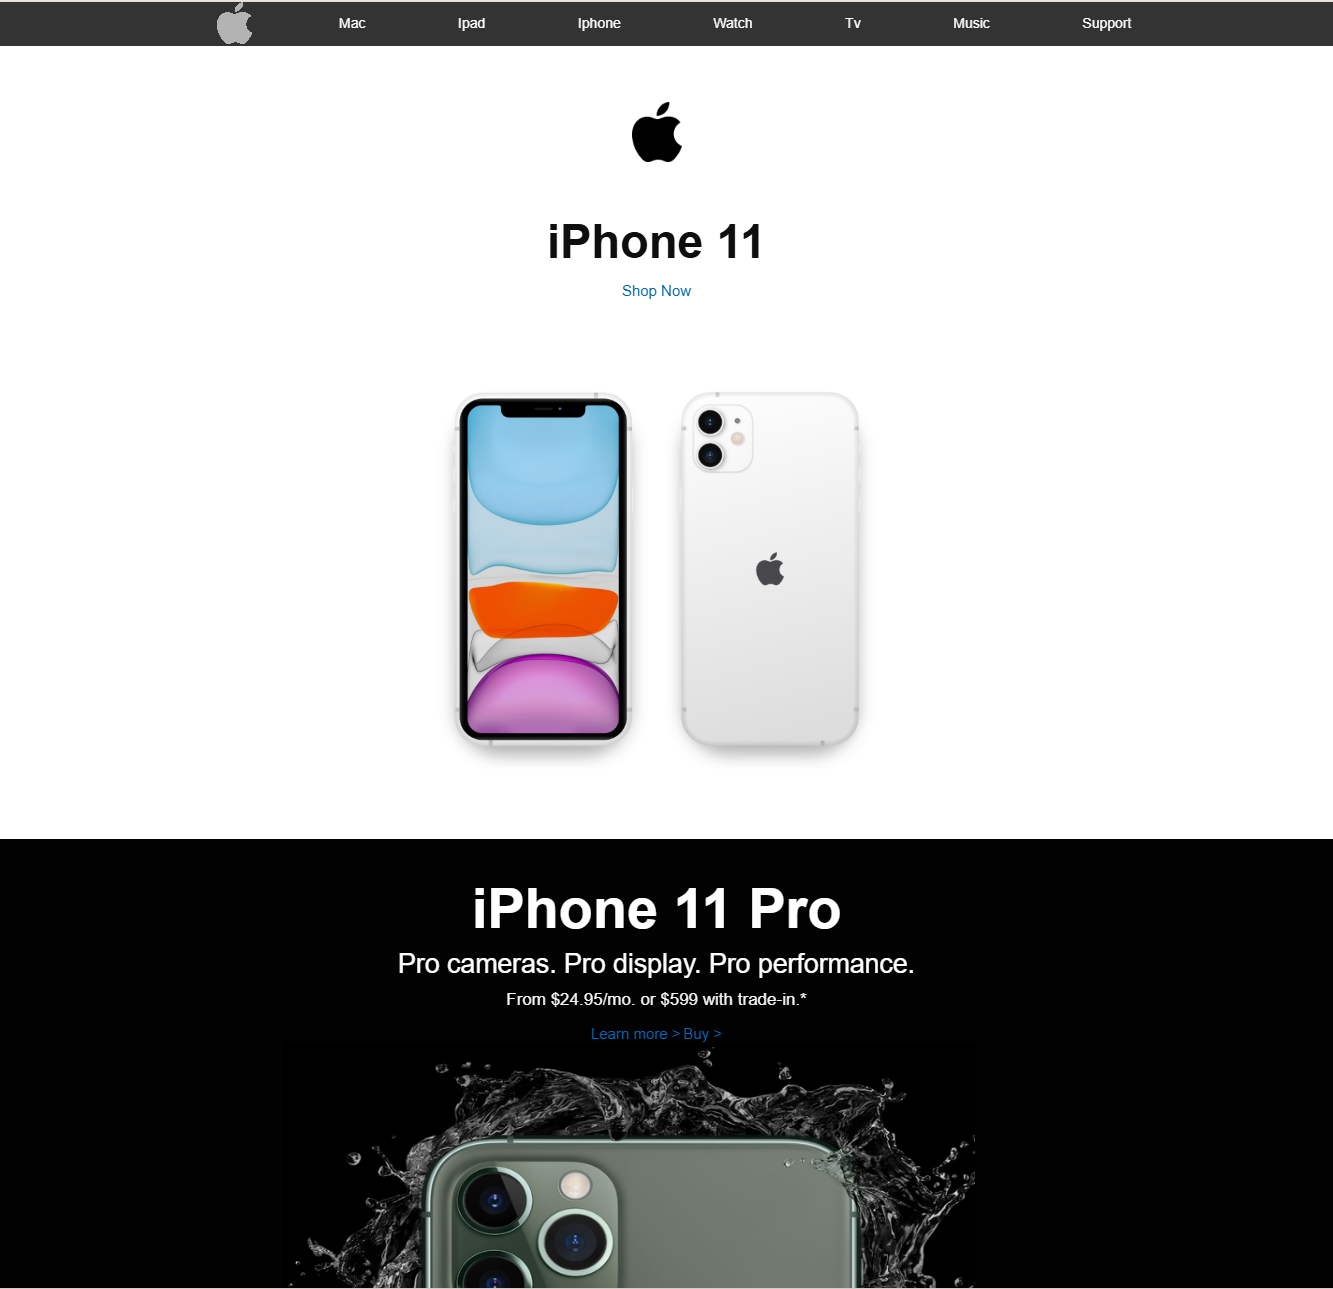 Mac Ipad Iphone Watch Tv Music Support
iPhone 11
Shop Now
iPhone 11 Pro
Pro cameras. Pro display. Pro performance.
From $24.95/mo. or $599 with trade-in.*
Learn more > Buy >